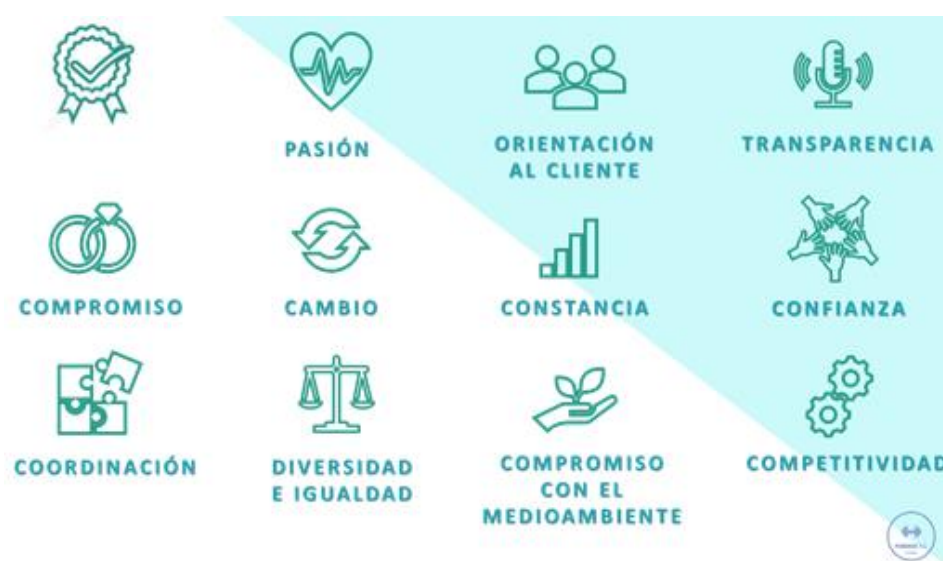 PASIÓN
ORIENTACIÓN
AL CLIENTE
TRANSPARENCIA
COMPROMISO
CAMBIO
CONSTANCIA
CONFIANZA
COORDINACIÓN
DIVERSIDAD
E IGUALDAD
COMPROMISO
CON EL
MEDIOAMBIENTE
COMPETITIVIDAD